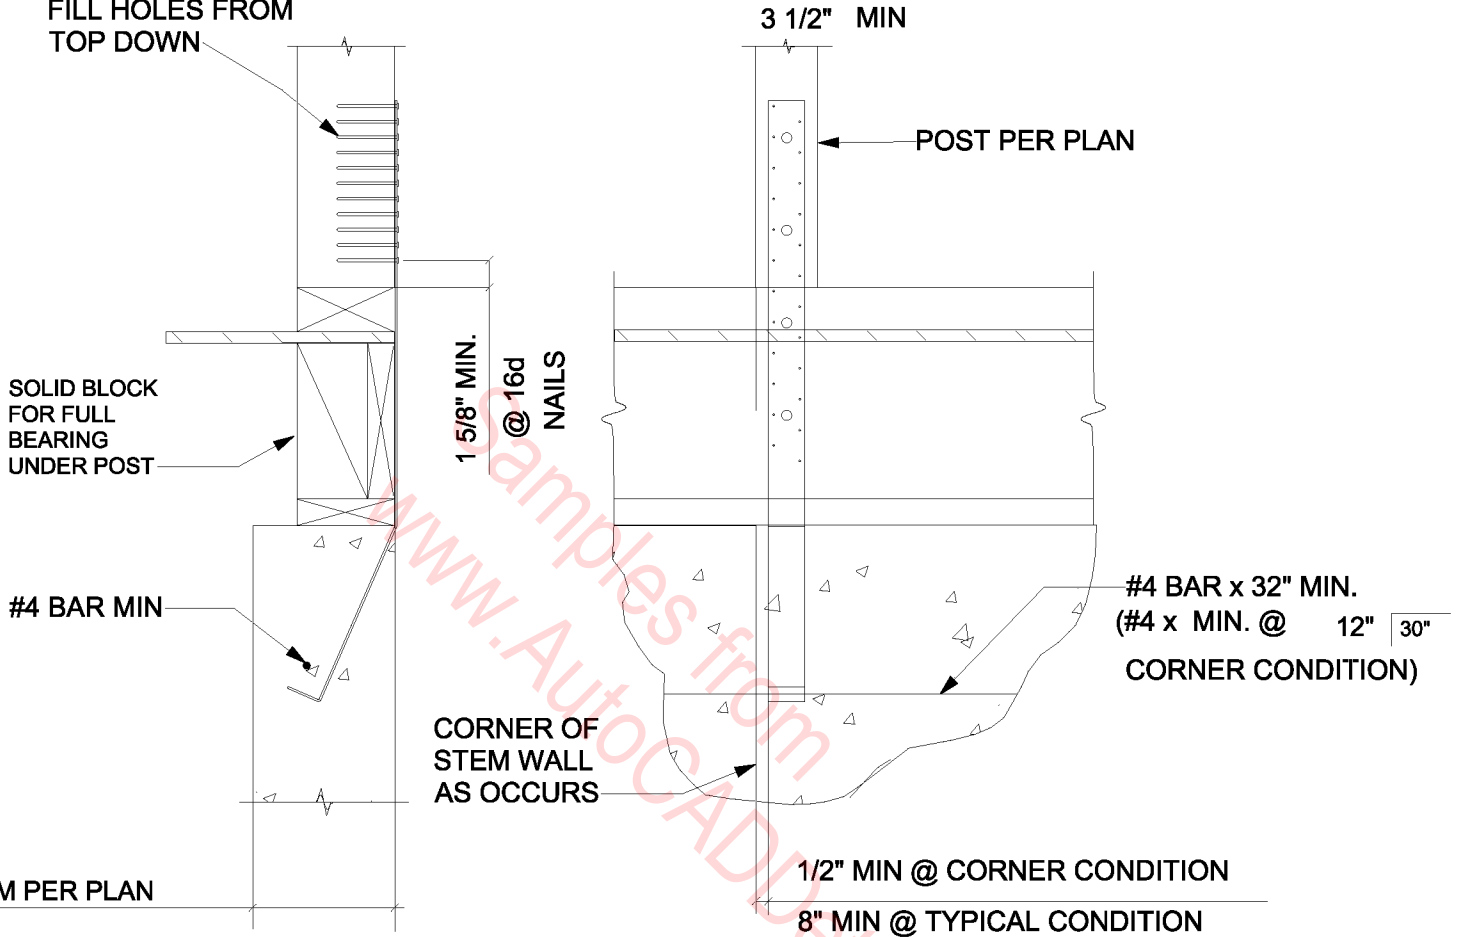 FILL HOLES FROM
TOP DOWN
3 1/2" MIN
POST PER PLAN
1 5/8" MIN.
@ 16d
NAILS
SOLID BLOCK
FOR FULL
BEARING
UNDER POST
#4 BAR MIN
#4 BAR x 32" MIN.
(#4 x MIN. @ 12" 30"
CORNER CONDITION)
CORNER OF
STEM WALL
AS OCCURS
1/2" MIN @ CORNER CONDITION
8" MIN @ TYPICAL CONDITION
PER PLAN
Samples from